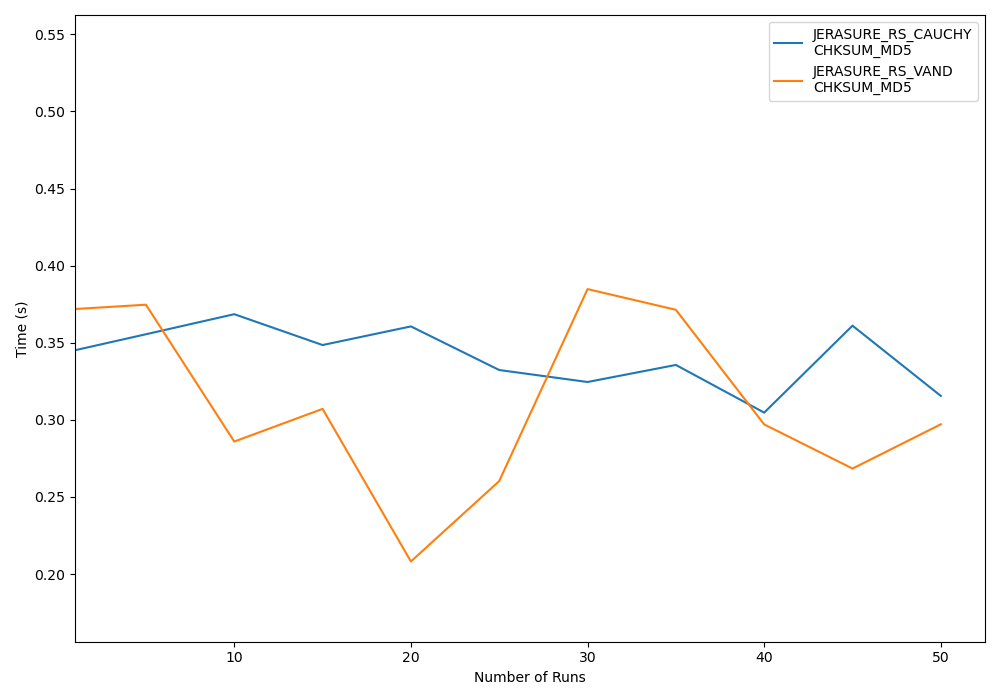 JERASURE_RS_CAUCHY
CHKSUM_MD5
JERASURE_RS_VAND
CHKSUM_MD5
0.55
0.50
0.45
0.40
0.35
0.30
0.25
0.20
Time (s)
10 20 30 40 50
Number of Runs